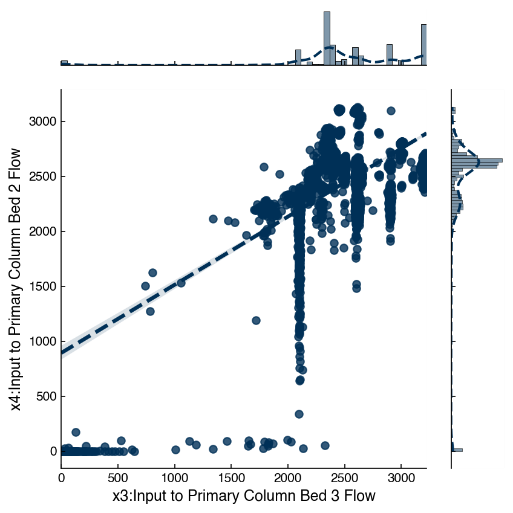 3000
2500
2000
1500
1000
500
0
x4:Input to Primary Column Bed 2 Flow
0 500 1000 1500 2000 2500 3000
x3:Input to Primary Column Bed 3 Flow